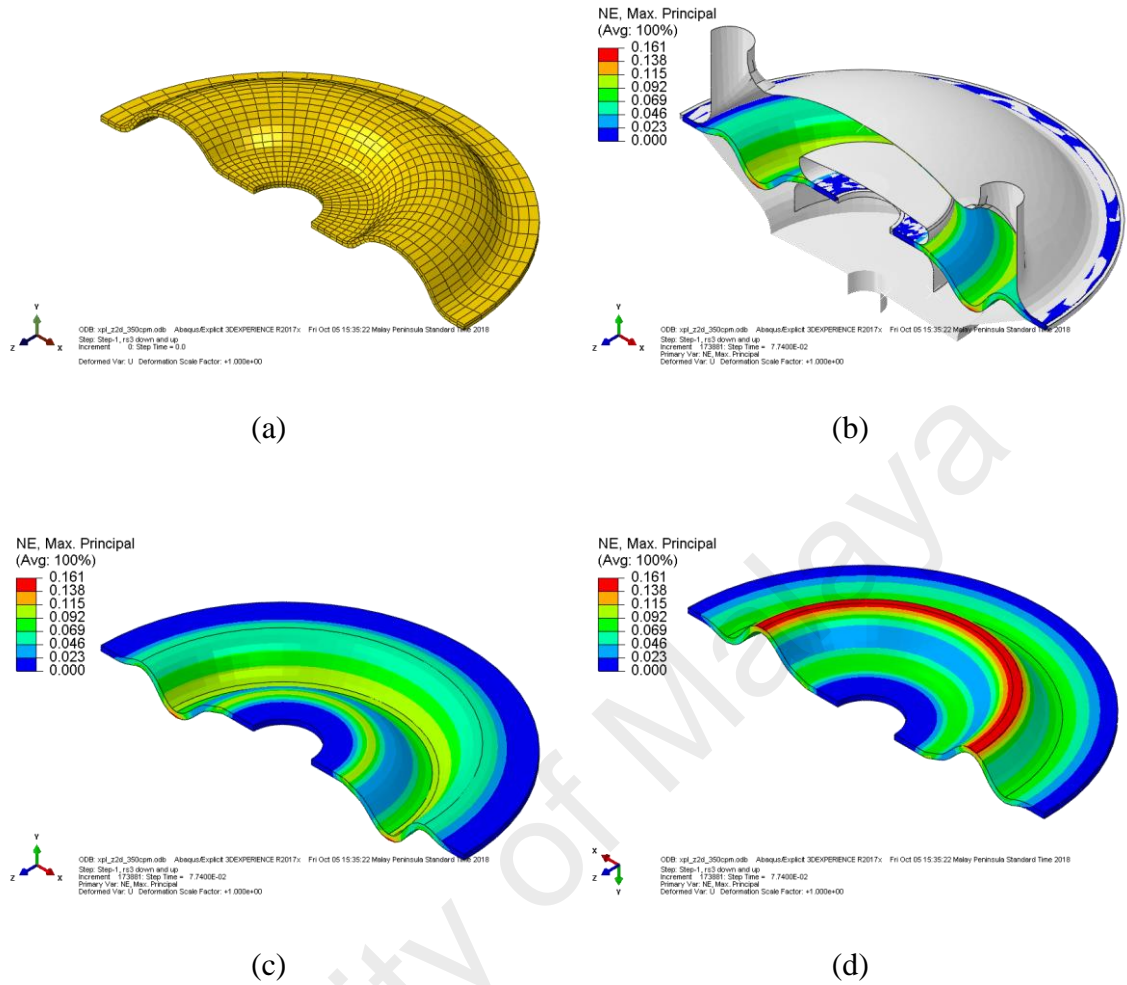 NE, Max. Principal
(Avg: 100%)
0.161
0.138
0.115
0.092
0.069
0.046
0.023
0.000
Y
Z
X
ODB: xpl_z2d_350cpm.odb Abaqus/Explicit 3DEXPERIENCE R2017x Fri Oct 05 15:35:22 Malay Peninsula Standard Time 2018
Step: Step-1, rs3 down and up
Increment 0: Step Time = 0.0
Deformed Var: U Deformation Scale Factor: +1.000e+00
Y
Z
X
ODB: xpl_z2d_350cpm.odb Abaqus/Explicit 3DEXPERIENCE R2017x Fri Oct 05 15:35:22 Malay Peninsula Standard Time 2018
Step: Step-1, rs3 down and up
Increment 173881: Step Time = 7.7400E-02
Primary Var: NE, Max. Principal
Deformed Var: U Deformation Scale Factor: +1.000e+00
(a)
(b)
NE, Max. Principal
(Avg: 100%)
0.161
0.138
0.115
0.092
0.069
0.046
0.023
0.000
Y
Z
X
ODB: xpl_z2d_350cpm.odb Abaqus/Explicit 3DEXPERIENCE R2017x Fri Oct 05 15:35:22 Malay Peninsula Standard Time 2018
Step: Step-1, rs3 down and up
Increment 173881: Step Time = 7.7400E-02
Primary Var: NE, Max. Principal
Deformed Var: U Deformation Scale Factor: +1.000e+00
NE, Max. Principal
(Avg: 100%)
0.161
0.138
0.115
0.092
0.069
0.046
0.023
0.000
X
Z
Y
ODB: xpl_z2d_350cpm.odb Abaqus/Explicit 3DEXPERIENCE R2017x Fri Oct 05 15:35:22 Malay Peninsula Standard Time 2018
Step: Step-1, rs3 down and up
Increment 173881: Step Time = 7.7400E-02
Primary Var: NE, Max. Principal
Deformed Var: U Deformation Scale Factor: +1.000e+00
(c)
(d)
ity of Malaya